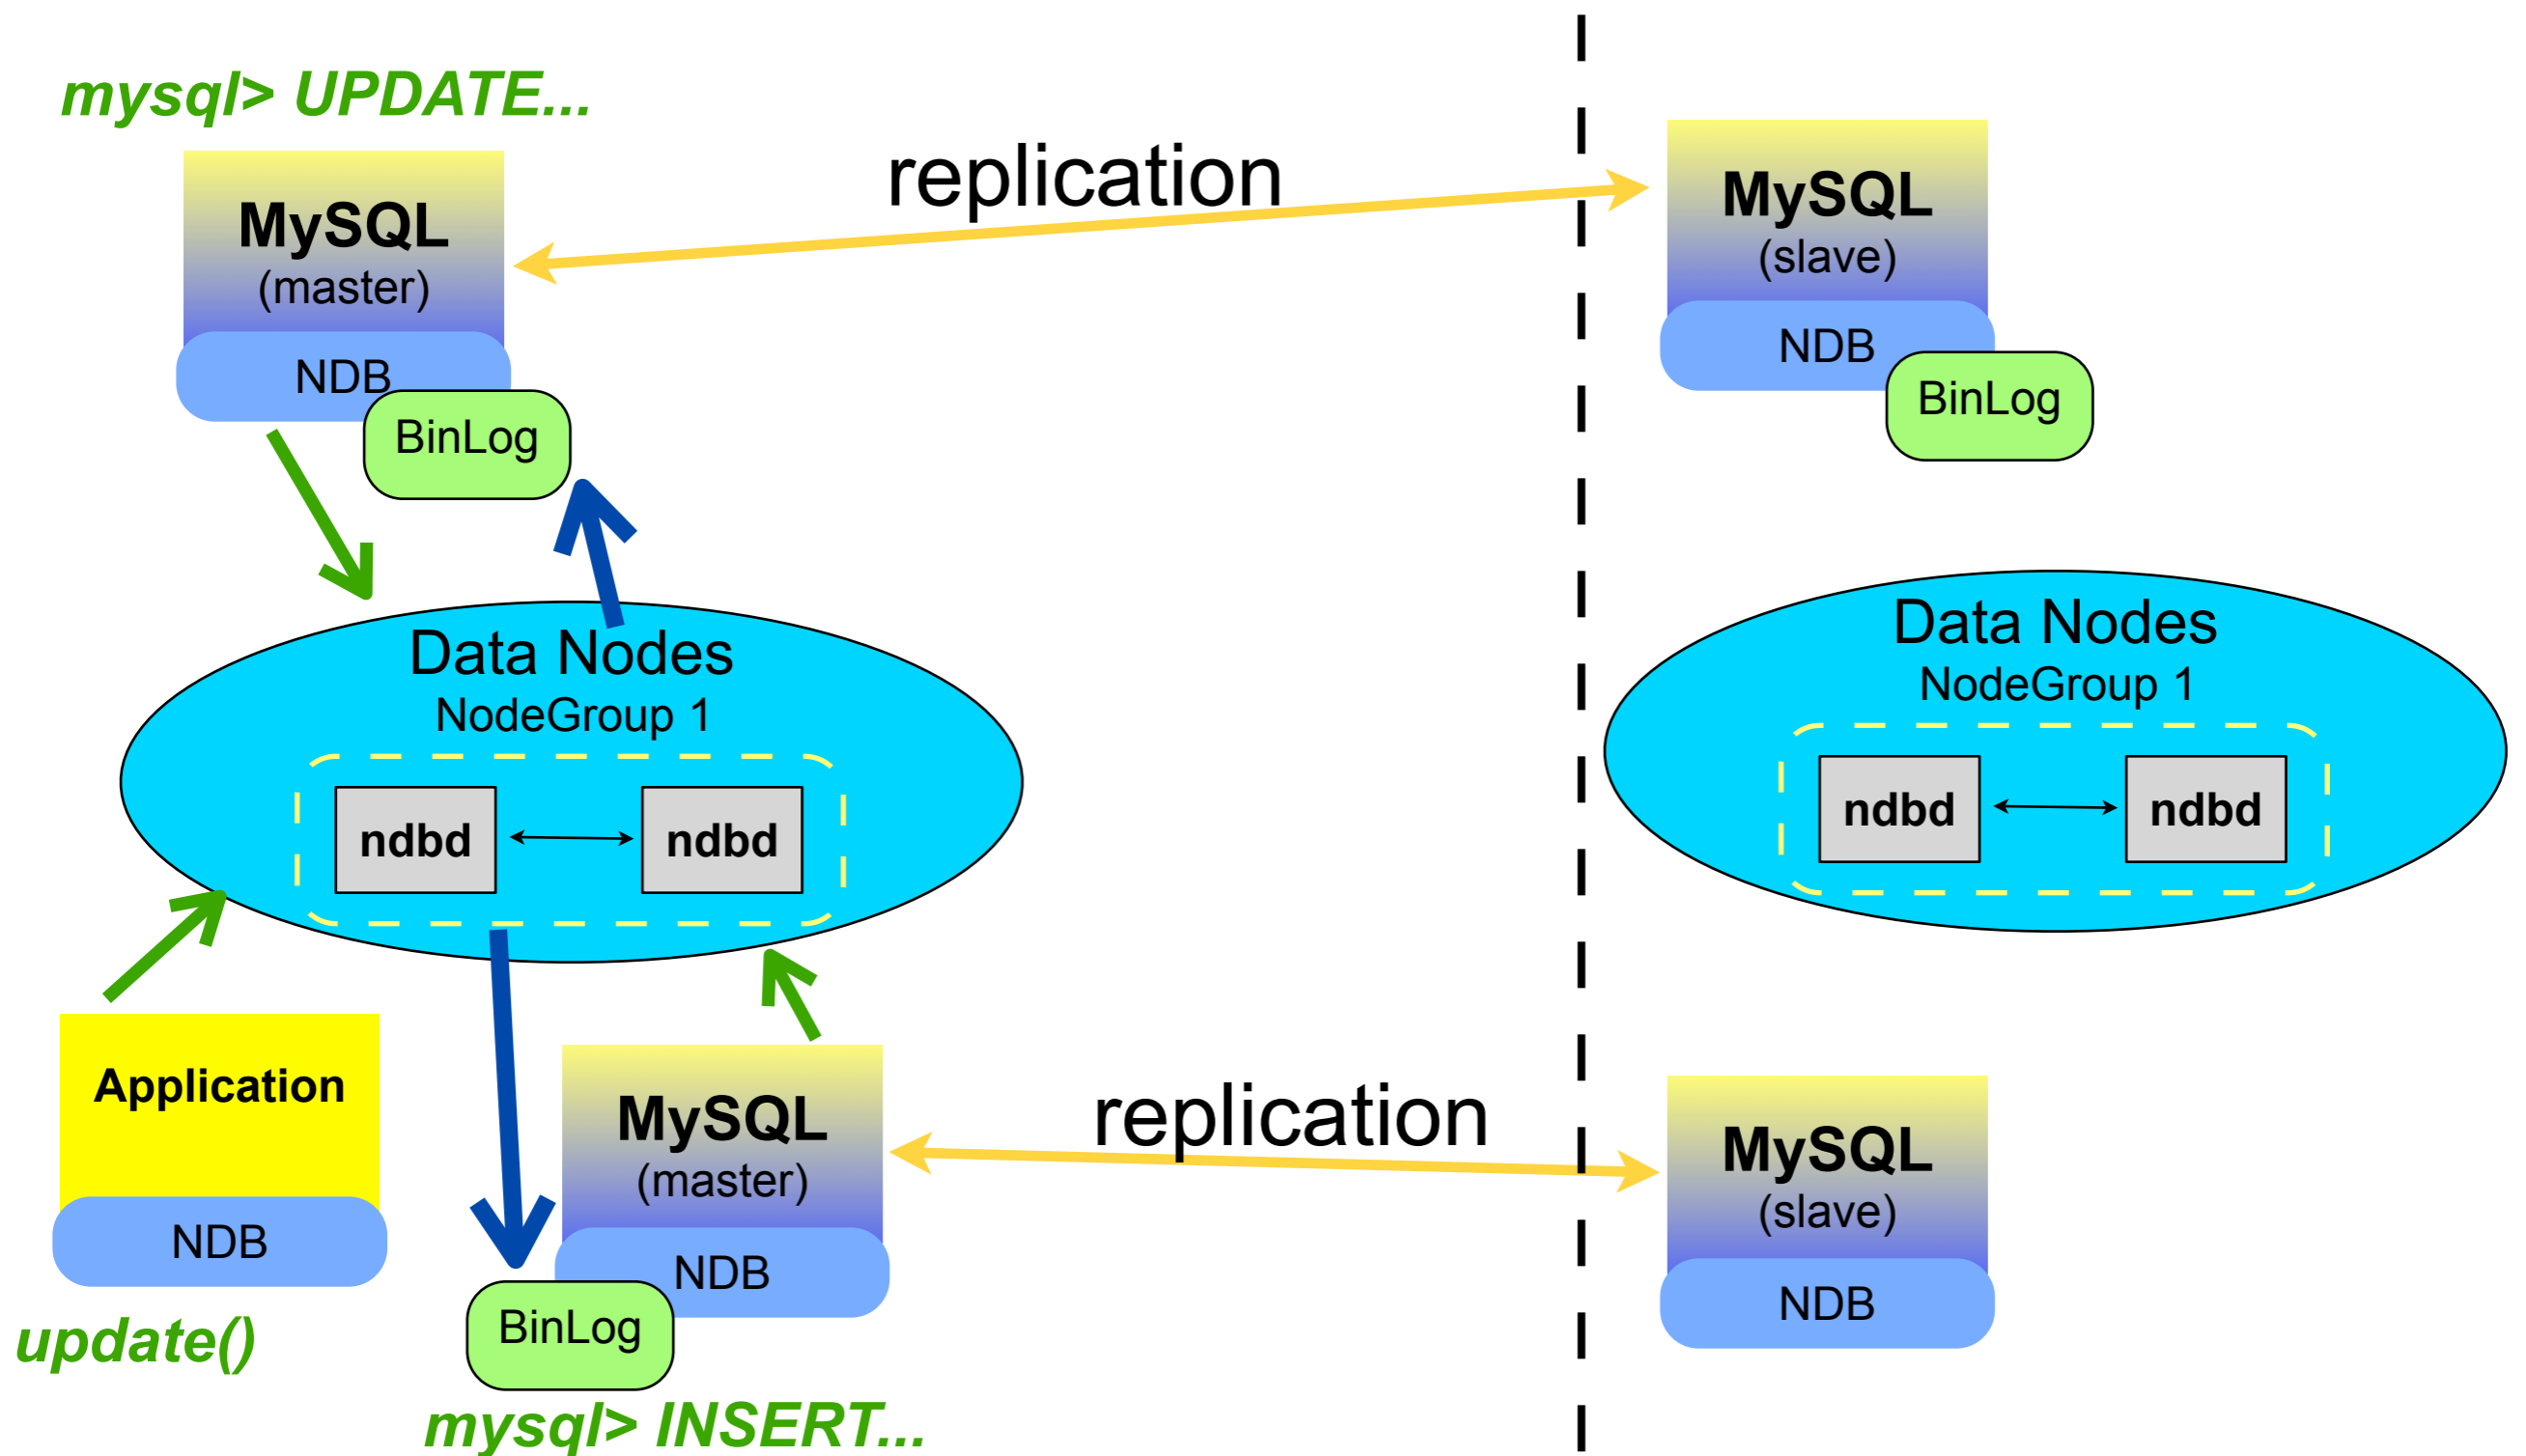 mysql> UPDATE...
MySQL
(master)
NDB
BinLog
replication
MySQL
(slave)
NDB
BinLog
Data Nodes
NodeGroup 1
ndbd
ndbd
Data Nodes
NodeGroup 1
ndbd
ndbd
Application
NDB
update()
MySQL
(master)
NDB
BinLog
mysql> INSERT...
replication
MySQL
(slave)
NDB